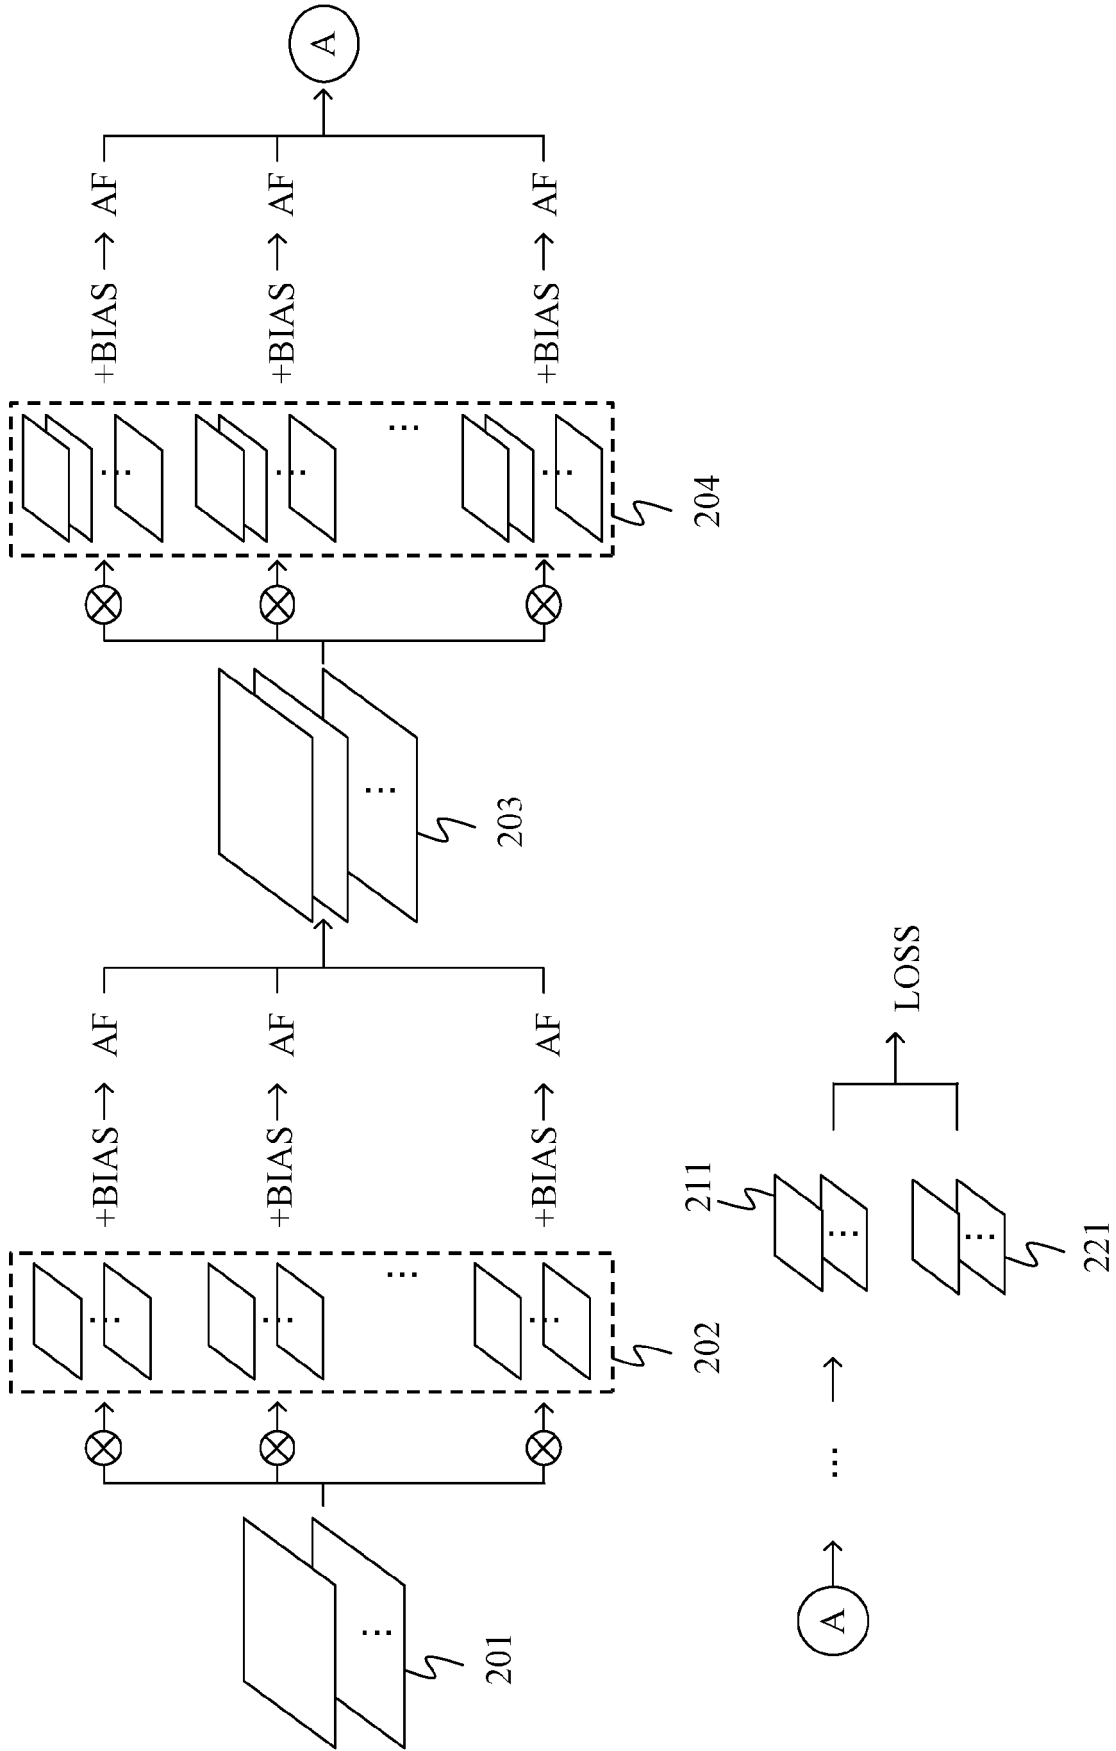 +BIAS → AF
+BIAS → AF
+BIAS → AF
201
202
...
+BIAS → AF
+BIAS → AF
+BIAS → AF
203
204
...
A
A
...
211
221
LOSS